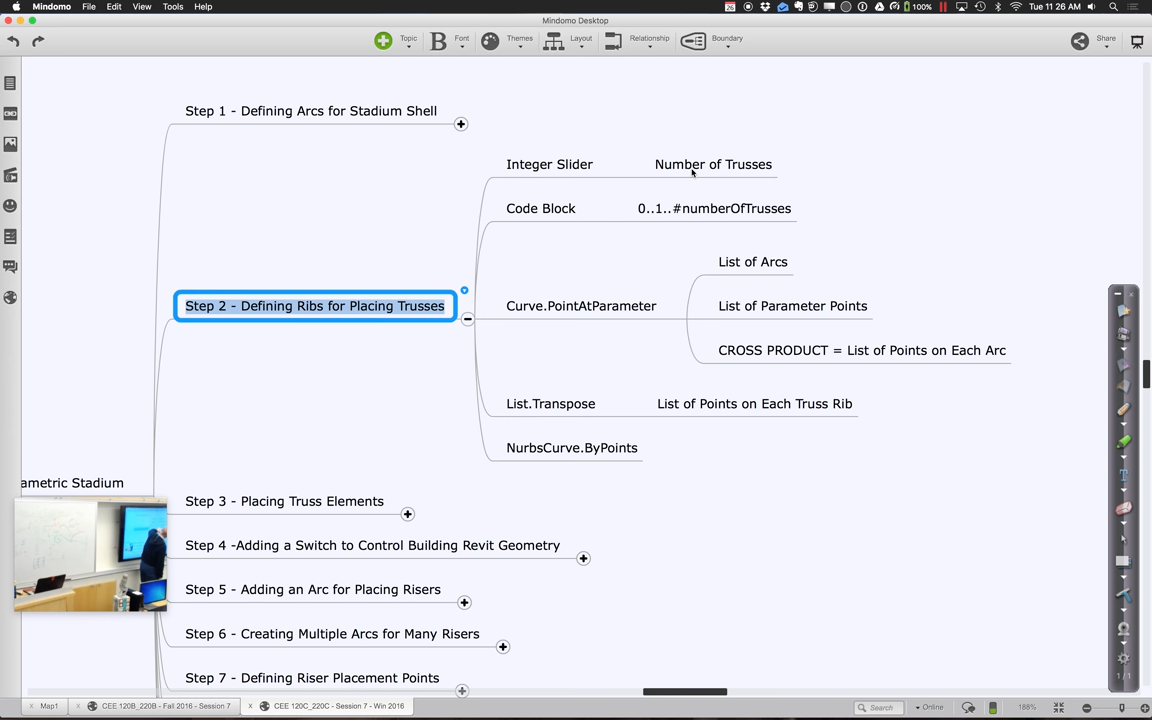 Mindomo File Edit View Tools Help
26 100% Tue 11 26 AM
Mindomo Desktop
Topic Font Themes Layout Relationship Boundary Share
Step 1 - Defining Arcs for Stadium Shell
Integer Slider Number of Trusses
Code Block 0..1..#numberOfTrusses
List of Arcs
Step 2 - Defining Ribs for Placing Trusses
Curve.PointAtParameter List of Parameter Points
CROSS PRODUCT = List of Points on Each Arc
List.Transpose List of Points on Each Truss Rib
NurbsCurve.ByPoints
ametric Stadium
Step 3 - Placing Truss Elements
Step 4 -Adding a Switch to Control Building Revit Geometry
Step 5 - Adding an Arc for Placing Risers
Step 6 - Creating Multiple Arcs for Many Risers
Step 7 - Defining Riser Placement Points
1 / 1
x Map1 x CEE 120B_220B - Fall 2016 - Session 7 x CEE 120C_220C - Session 7 - Win 2016 Search Online 188%